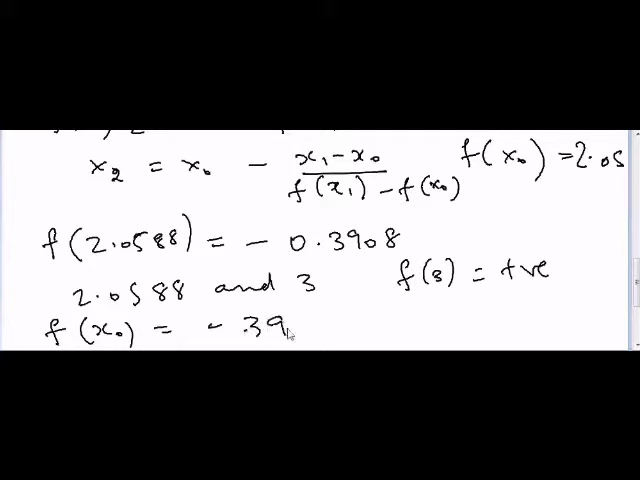 x₂ = x₀ - x₁ - x₀ / f(x₁) - f(x₀) f(x₀) = 2.05
f(2.0588) = - 0.3908
2.0588 and 3 f(3) = +ve
f(x₀) = - .39